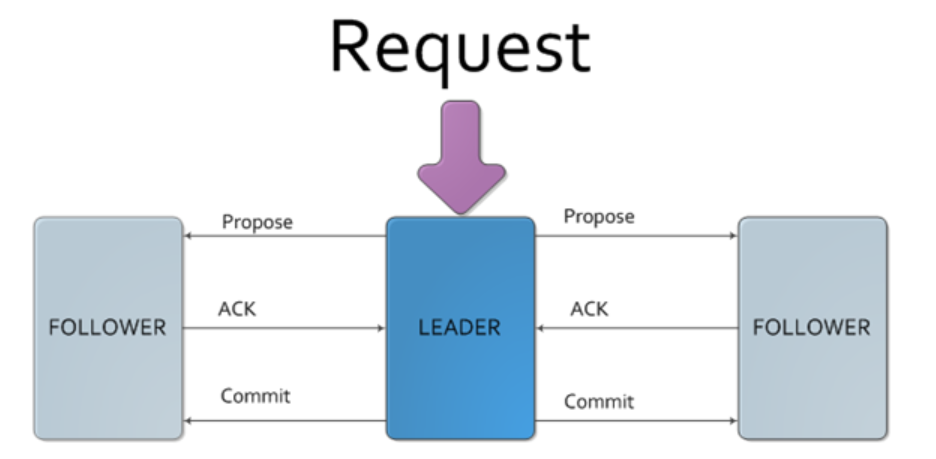 Request
Propose
Propose
ACK
ACK
FOLLOWER
LEADER
FOLLOWER
Commit
Commit